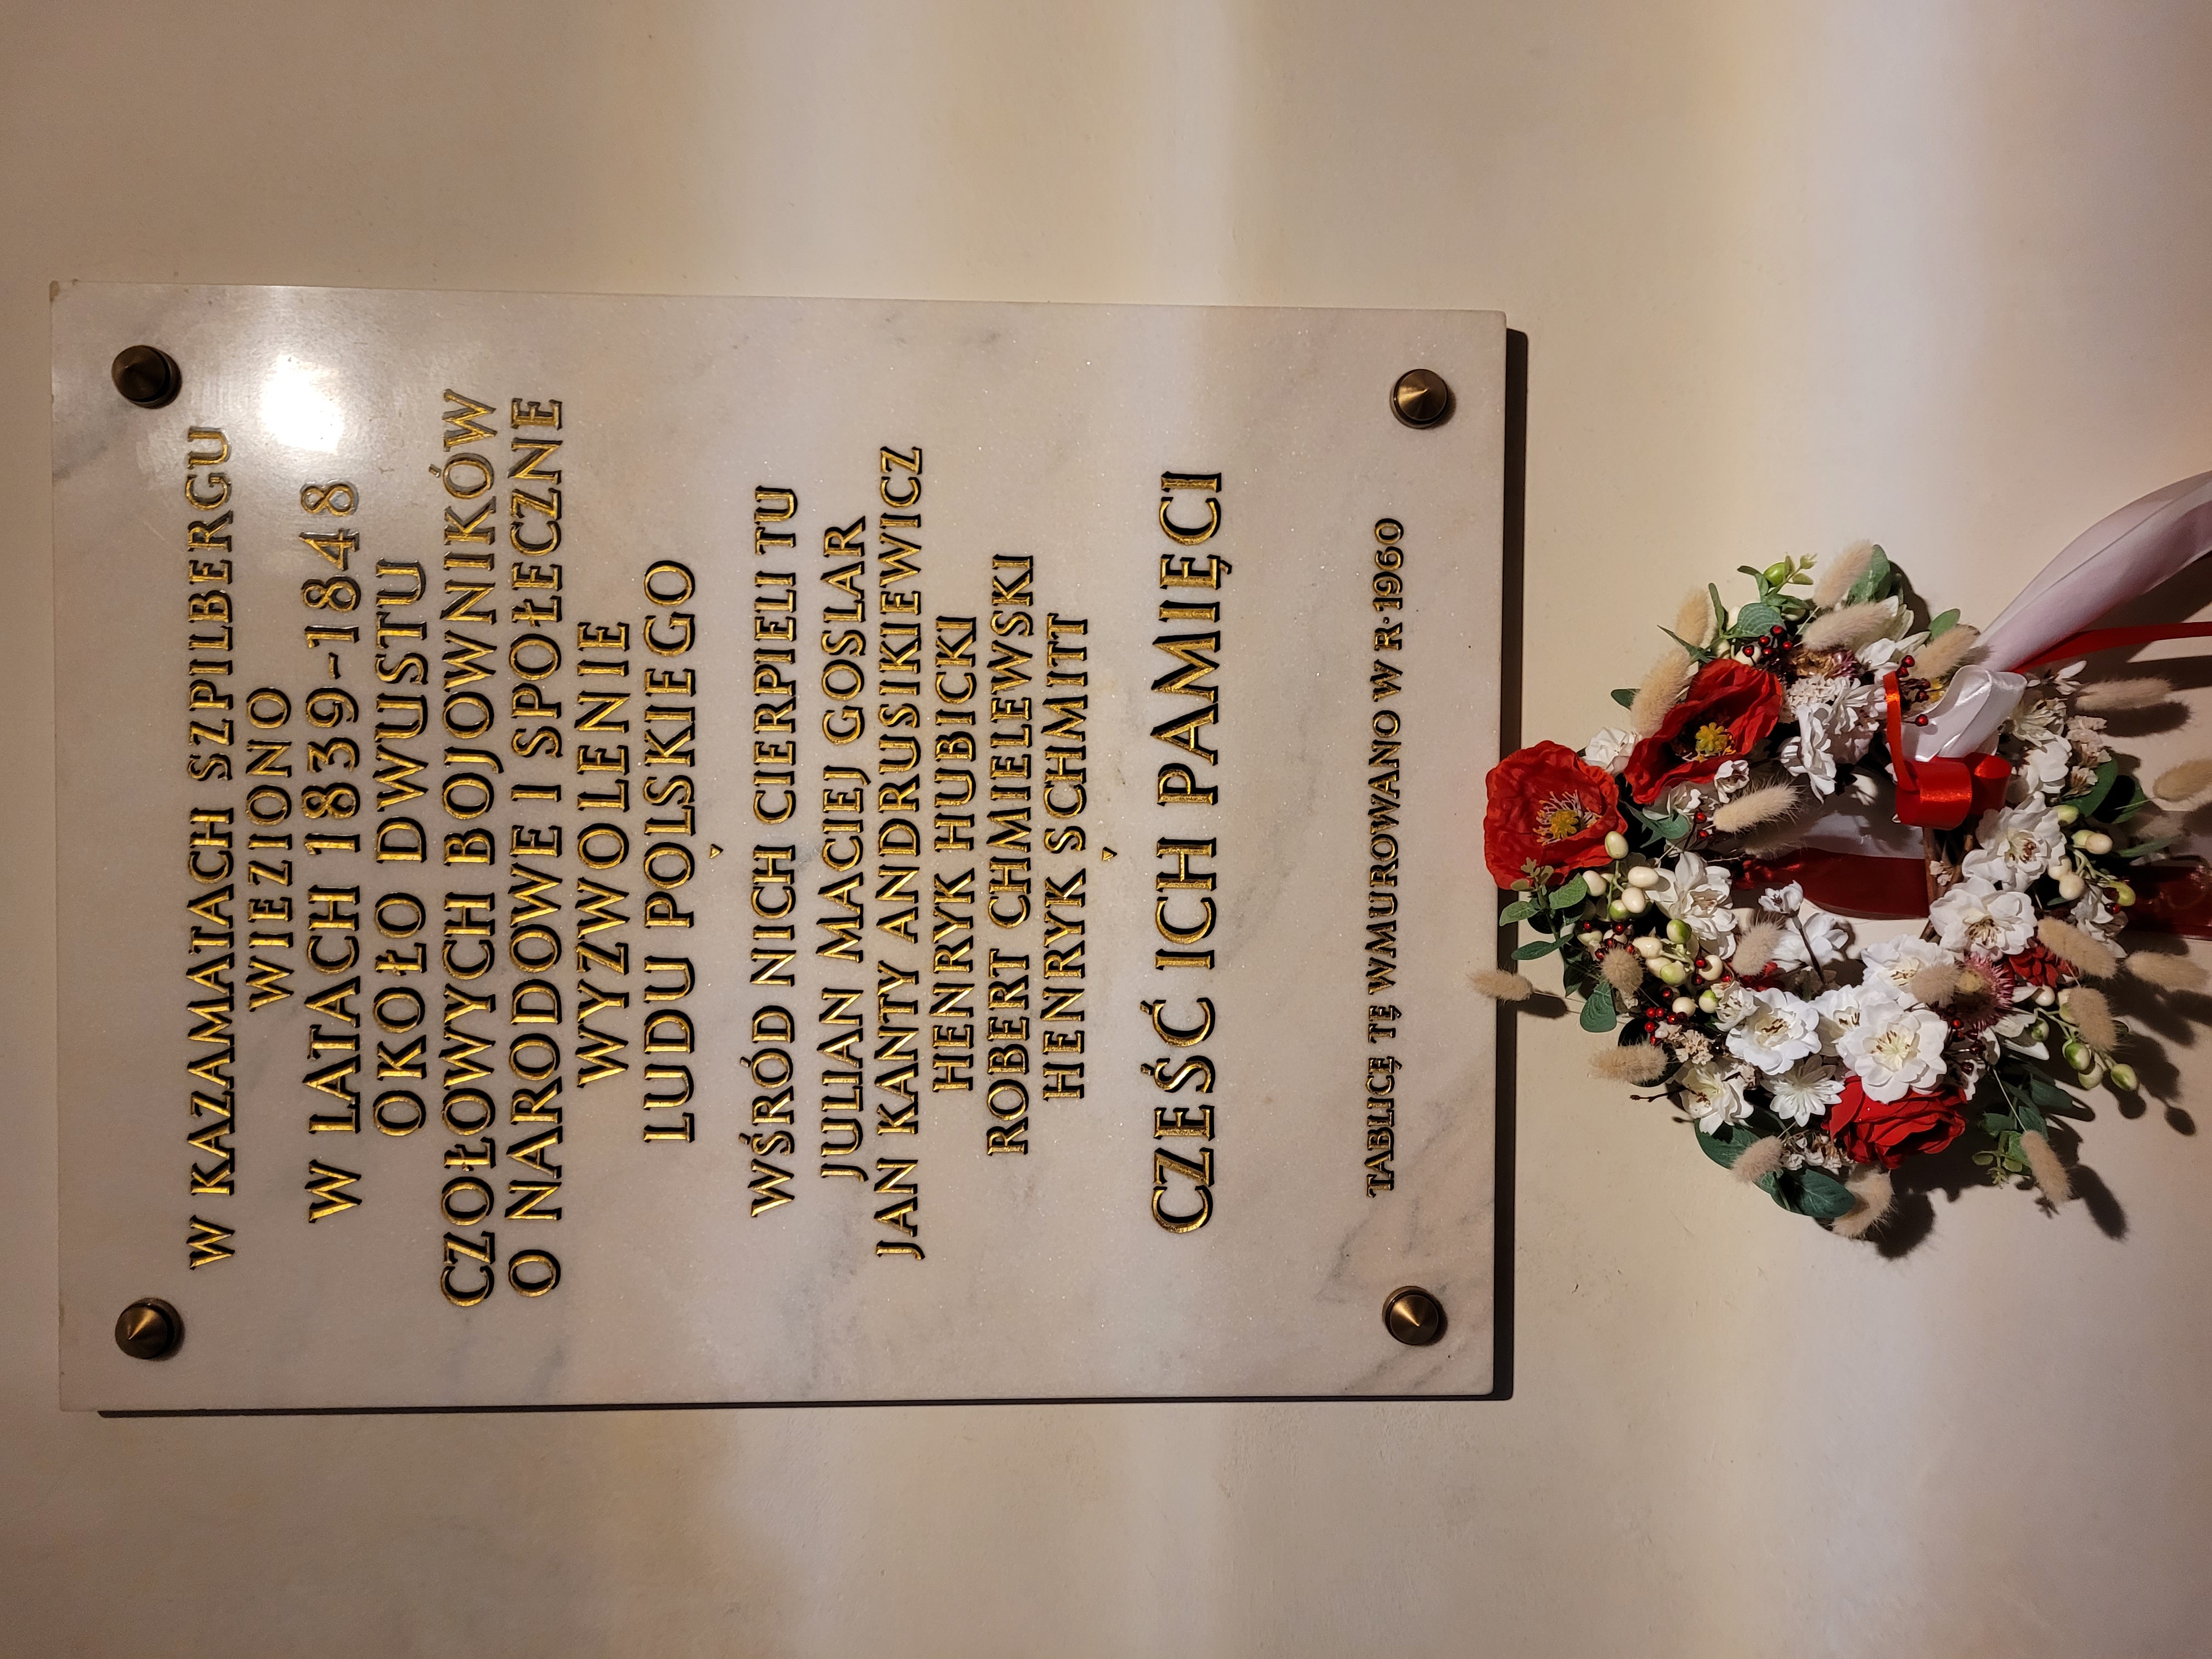 W KAZAMATACH SZPILBERGU
WIEZIONO
W LATACH 1839-1848
OKOŁO DWUSTU
CZOŁOWYCH BOJOWNIKÓW
O NARODOWE I SPOŁECZNE
WYZWOLENIE
LUDU POLSKIEGO
WŚRÓD NICH CIERPIELI TU
JULIAN MACIEJ GOSLAR
JAN KANTY ANDRUSIKIEWICZ
HENRYK HUBICKI
ROBERT CHMIELEWSKI
HENRYK SCHMITT
CZEŚĆ ICH PAMIĘCI
TABLICĘ TĘ WMUROWANO W R·1960